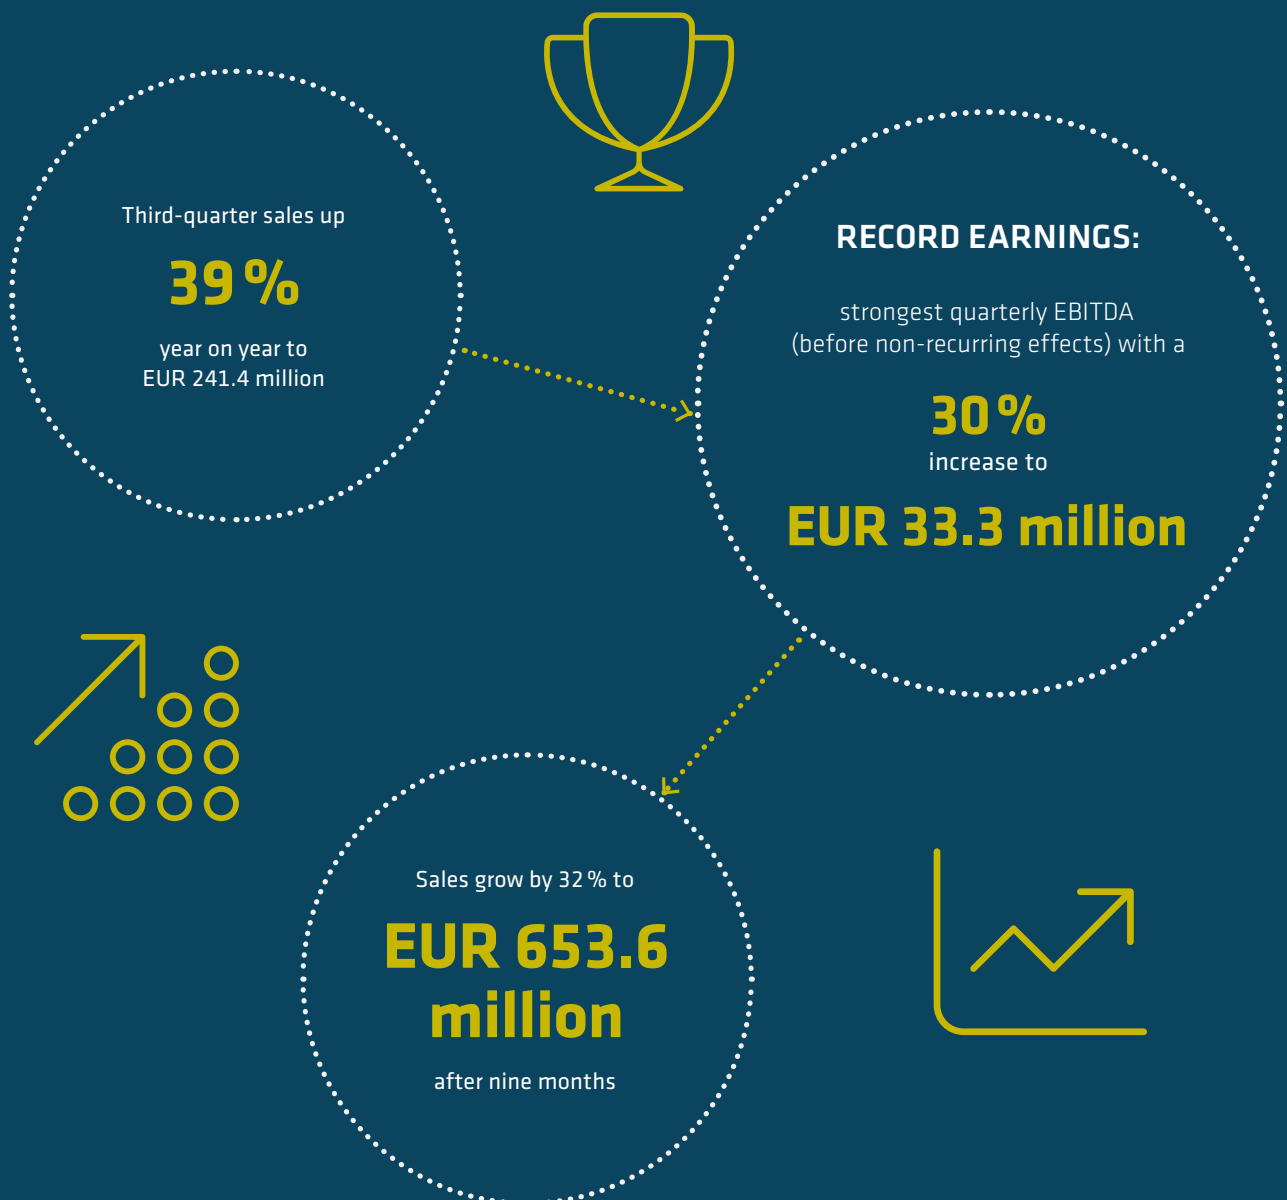 Third-quarter sales up
39 %
year on year to
EUR 241.4 million
RECORD EARNINGS:
strongest quarterly EBITDA
(before non-recurring effects) with a
30 %
increase to
EUR 33.3 million
Sales grow by 32 % to
EUR 653.6
million
after nine months